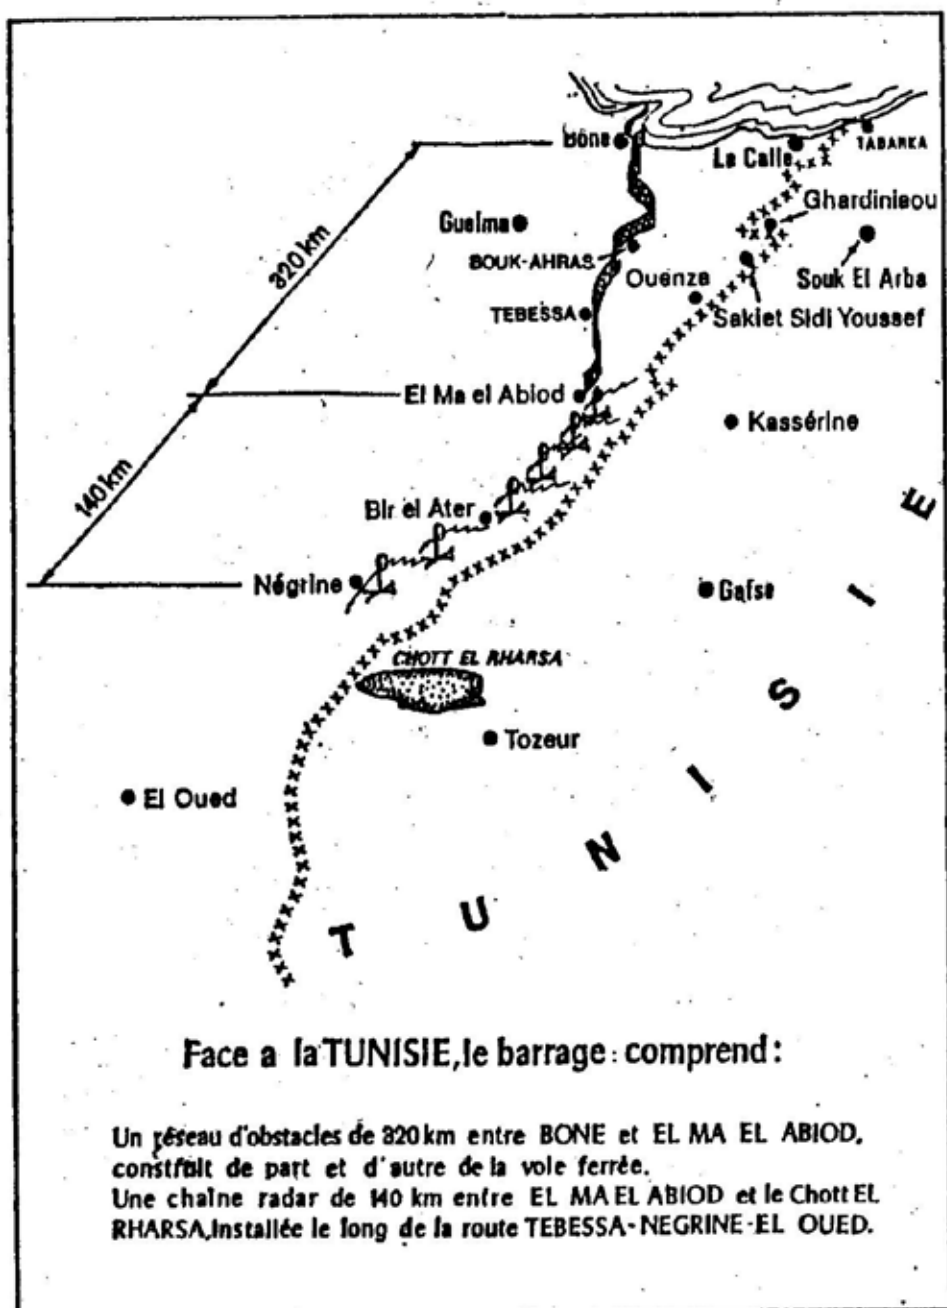 Bône
TABARKA
La Calle
Ghardinisou
Guelma
BOUK-AHRAS
Souk El Arba
Ouenza
320 km
TEBESSA
Sakiet Sidi Youssef
El Ma el Abiod
Kassérine
140 km
Bir el Ater
Négrine
Gafse
CHOTT EL RHARSA
Tozeur
El Oued
TUNISIE
Face a la TUNISIE, le barrage : comprend :
Un réseau d'obstacles de 320 km entre BONE et EL MA EL ABIOD,
construit de part et d'autre de la voie ferrée.
Une chaîne radar de 140 km entre EL MA EL ABIOD et le Chott EL
RHARSA, installée le long de la route TEBESSA-NEGRINE-EL OUED.